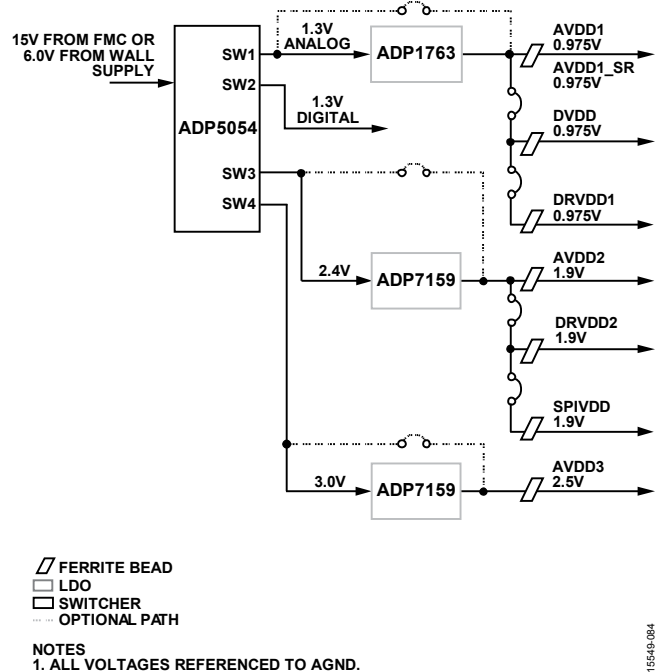 15V FROM FMC OR
6.0V FROM WALL
SUPPLY
ADP5054
SW1
SW2
SW3
SW4
1.3V
ANALOG
ADP1763
1.3V
DIGITAL
AVDD1
0.975V
AVDD1_SR
0.975V
DVDD
0.975V
DRVDD1
0.975V
2.4V
ADP7159
AVDD2
1.9V
DRVDD2
1.9V
SPIVDD
1.9V
3.0V
ADP7159
AVDD3
2.5V
FERRITE BEAD
LDO
SWITCHER
OPTIONAL PATH
NOTES
1. ALL VOLTAGES REFERENCED TO AGND.
15549-084